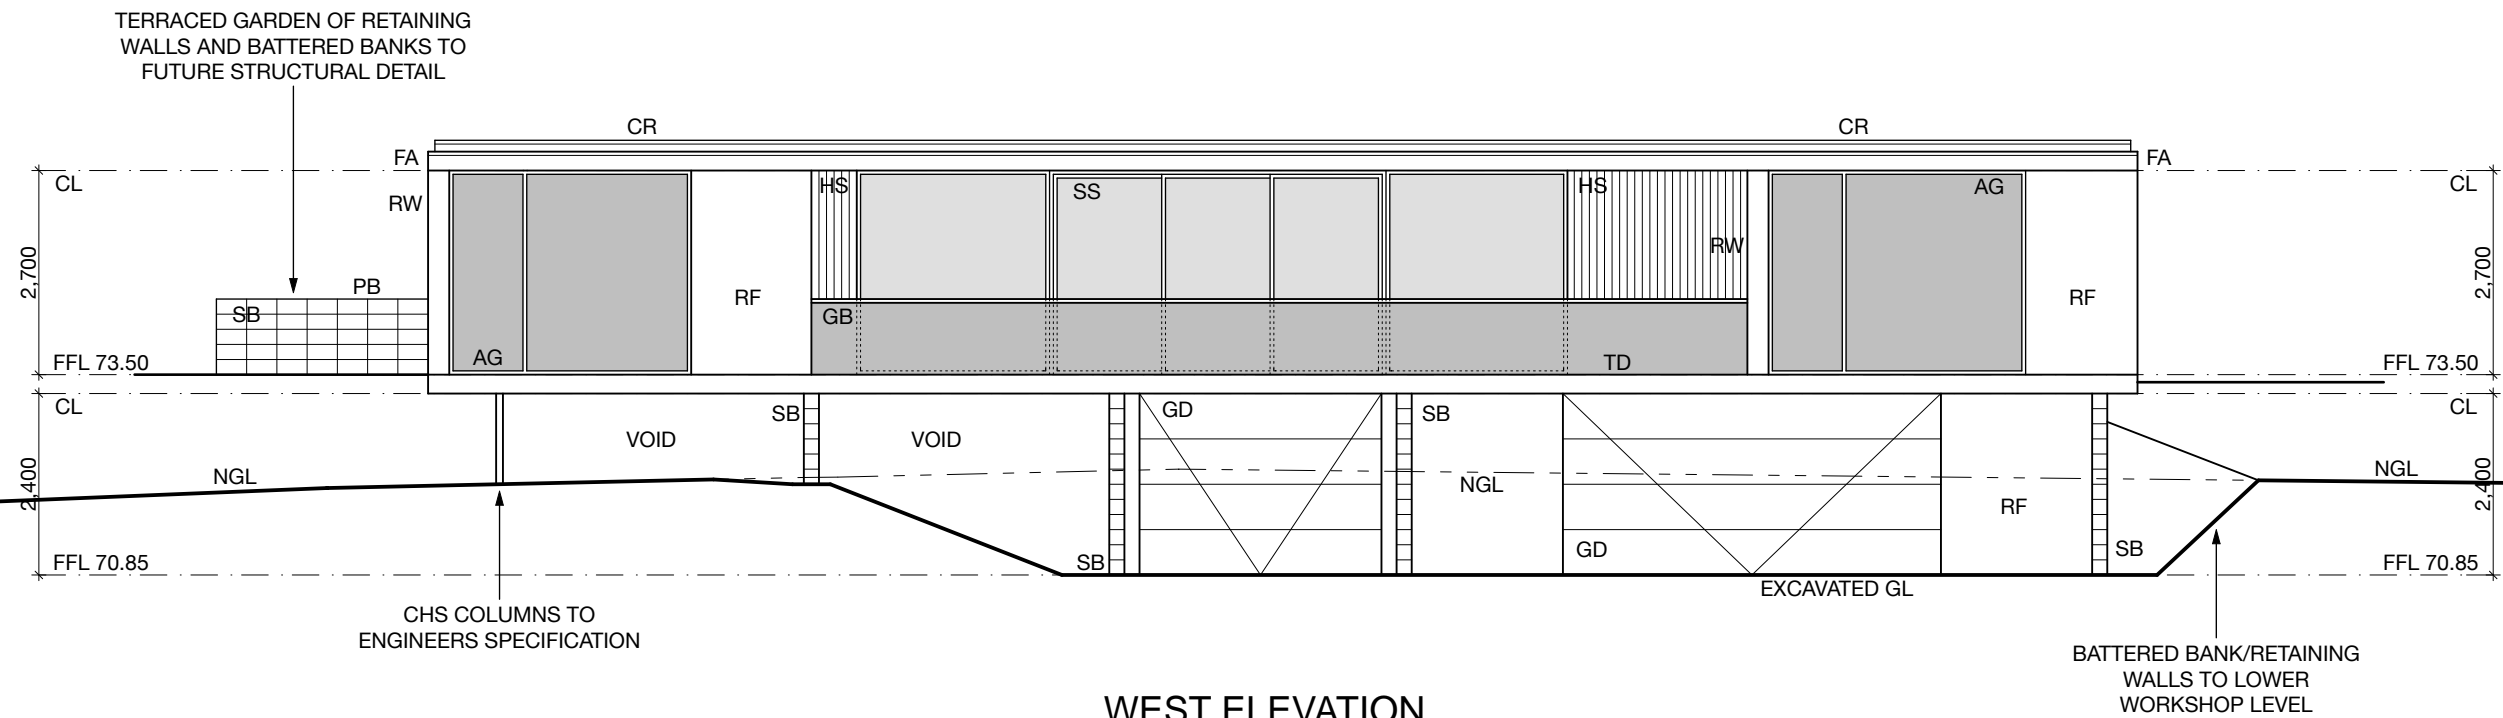 TERRACED GARDEN OF RETAINING
WALLS AND BATTERED BANKS TO
FUTURE STRUCTURAL DETAIL
CR
CR
FA
FA
CL
HS
SS
HS
AG
CL
RW
RW
2,700
2,700
PB
RF
RF
SB
GB
AG
TD
FFL 73.50
FFL 73.50
CL
SB
GD
SB
CL
VOID
VOID
NGL
NGL
NGL
2,400
2,400
RF
SB
GD
SB
FFL 70.85
FFL 70.85
EXCAVATED GL
CHS COLUMNS TO
ENGINEERS SPECIFICATION
BATTERED BANK/RETAINING
WALLS TO LOWER
WORKSHOP LEVEL
WEST ELEVATION